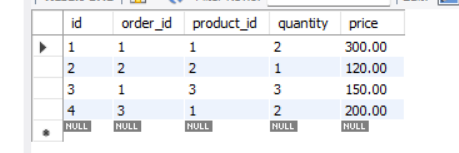 id order_id product_id quantity price
1 1 1 2 300.00
2 2 2 1 120.00
3 1 3 3 150.00
4 3 1 2 200.00
NULL NULL NULL NULL NULL